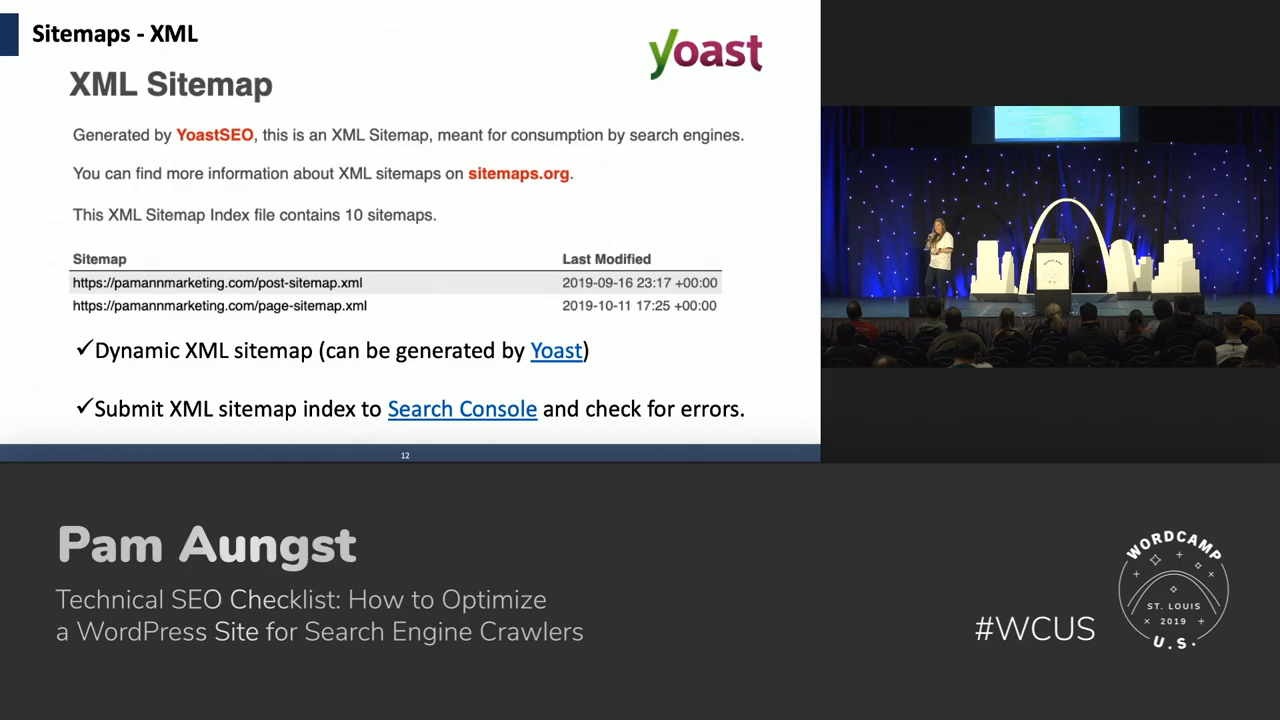 Sitemaps - XML
yoast
XML Sitemap
Generated by YoastSEO, this is an XML Sitemap, meant for consumption by search engines.
You can find more information about XML sitemaps on sitemaps.org.
This XML Sitemap Index file contains 10 sitemaps.
Sitemap Last Modified
https://pamannmarketing.com/post-sitemap.xml 2019-09-16 23:17 +00:00
https://pamannmarketing.com/page-sitemap.xml 2019-10-11 17:25 +00:00
✓Dynamic XML sitemap (can be generated by Yoast)
✓Submit XML sitemap index to Search Console and check for errors.
12
Pam Aungst
Technical SEO Checklist: How to Optimize
a WordPress Site for Search Engine Crawlers
#WCUS
WORDCAMP
ST. LOUIS
2019
U.S.